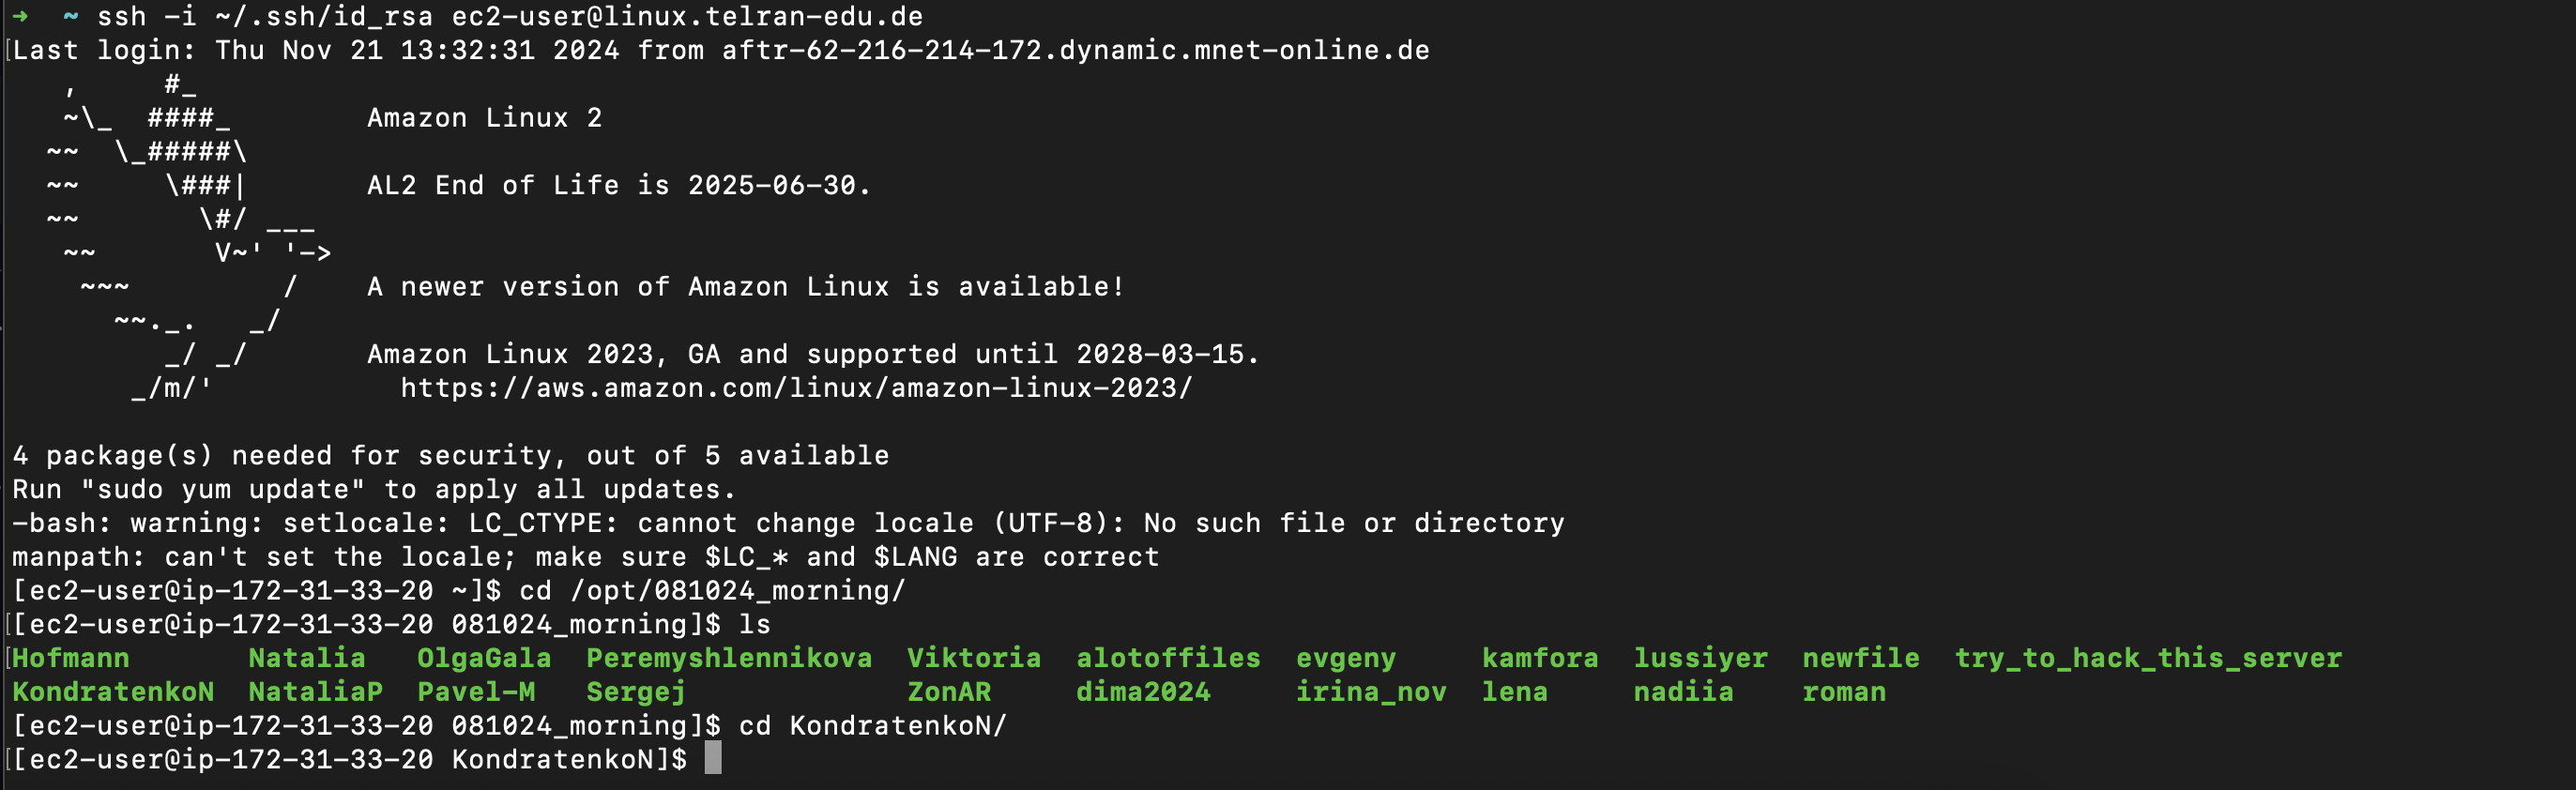 ➜  ~ ssh -i ~/.ssh/id_rsa ec2-user@linux.telran-edu.de
[Last login: Thu Nov 21 13:32:31 2024 from aftr-62-216-214-172.dynamic.mnet-online.de
   ,     #_
   ~\_  ####_        Amazon Linux 2
  ~~  \_#####\
  ~~     \###|       AL2 End of Life is 2025-06-30.
  ~~       \#/ ___
   ~~       V~' '->
    ~~~         /    A newer version of Amazon Linux is available!
      ~~._.   _/
         _/ _/       Amazon Linux 2023, GA and supported until 2028-03-15.
       _/m/'           https://aws.amazon.com/linux/amazon-linux-2023/

4 package(s) needed for security, out of 5 available
Run "sudo yum update" to apply all updates.
-bash: warning: setlocale: LC_CTYPE: cannot change locale (UTF-8): No such file or directory
manpath: can't set the locale; make sure $LC_* and $LANG are correct
[ec2-user@ip-172-31-33-20 ~]$ cd /opt/081024_morning/
[[ec2-user@ip-172-31-33-20 081024_morning]$ ls
[Hofmann       Natalia   OlgaGala  Peremyshlennikova  Viktoria  alotoffiles  evgeny     kamfora  lussiyer  newfile  try_to_hack_this_server
KondratenkoN  NataliaP  Pavel-M   Sergej             ZonAR     dima2024     irina_nov  lena     nadiia    roman
[ec2-user@ip-172-31-33-20 081024_morning]$ cd KondratenkoN/
[[ec2-user@ip-172-31-33-20 KondratenkoN]$